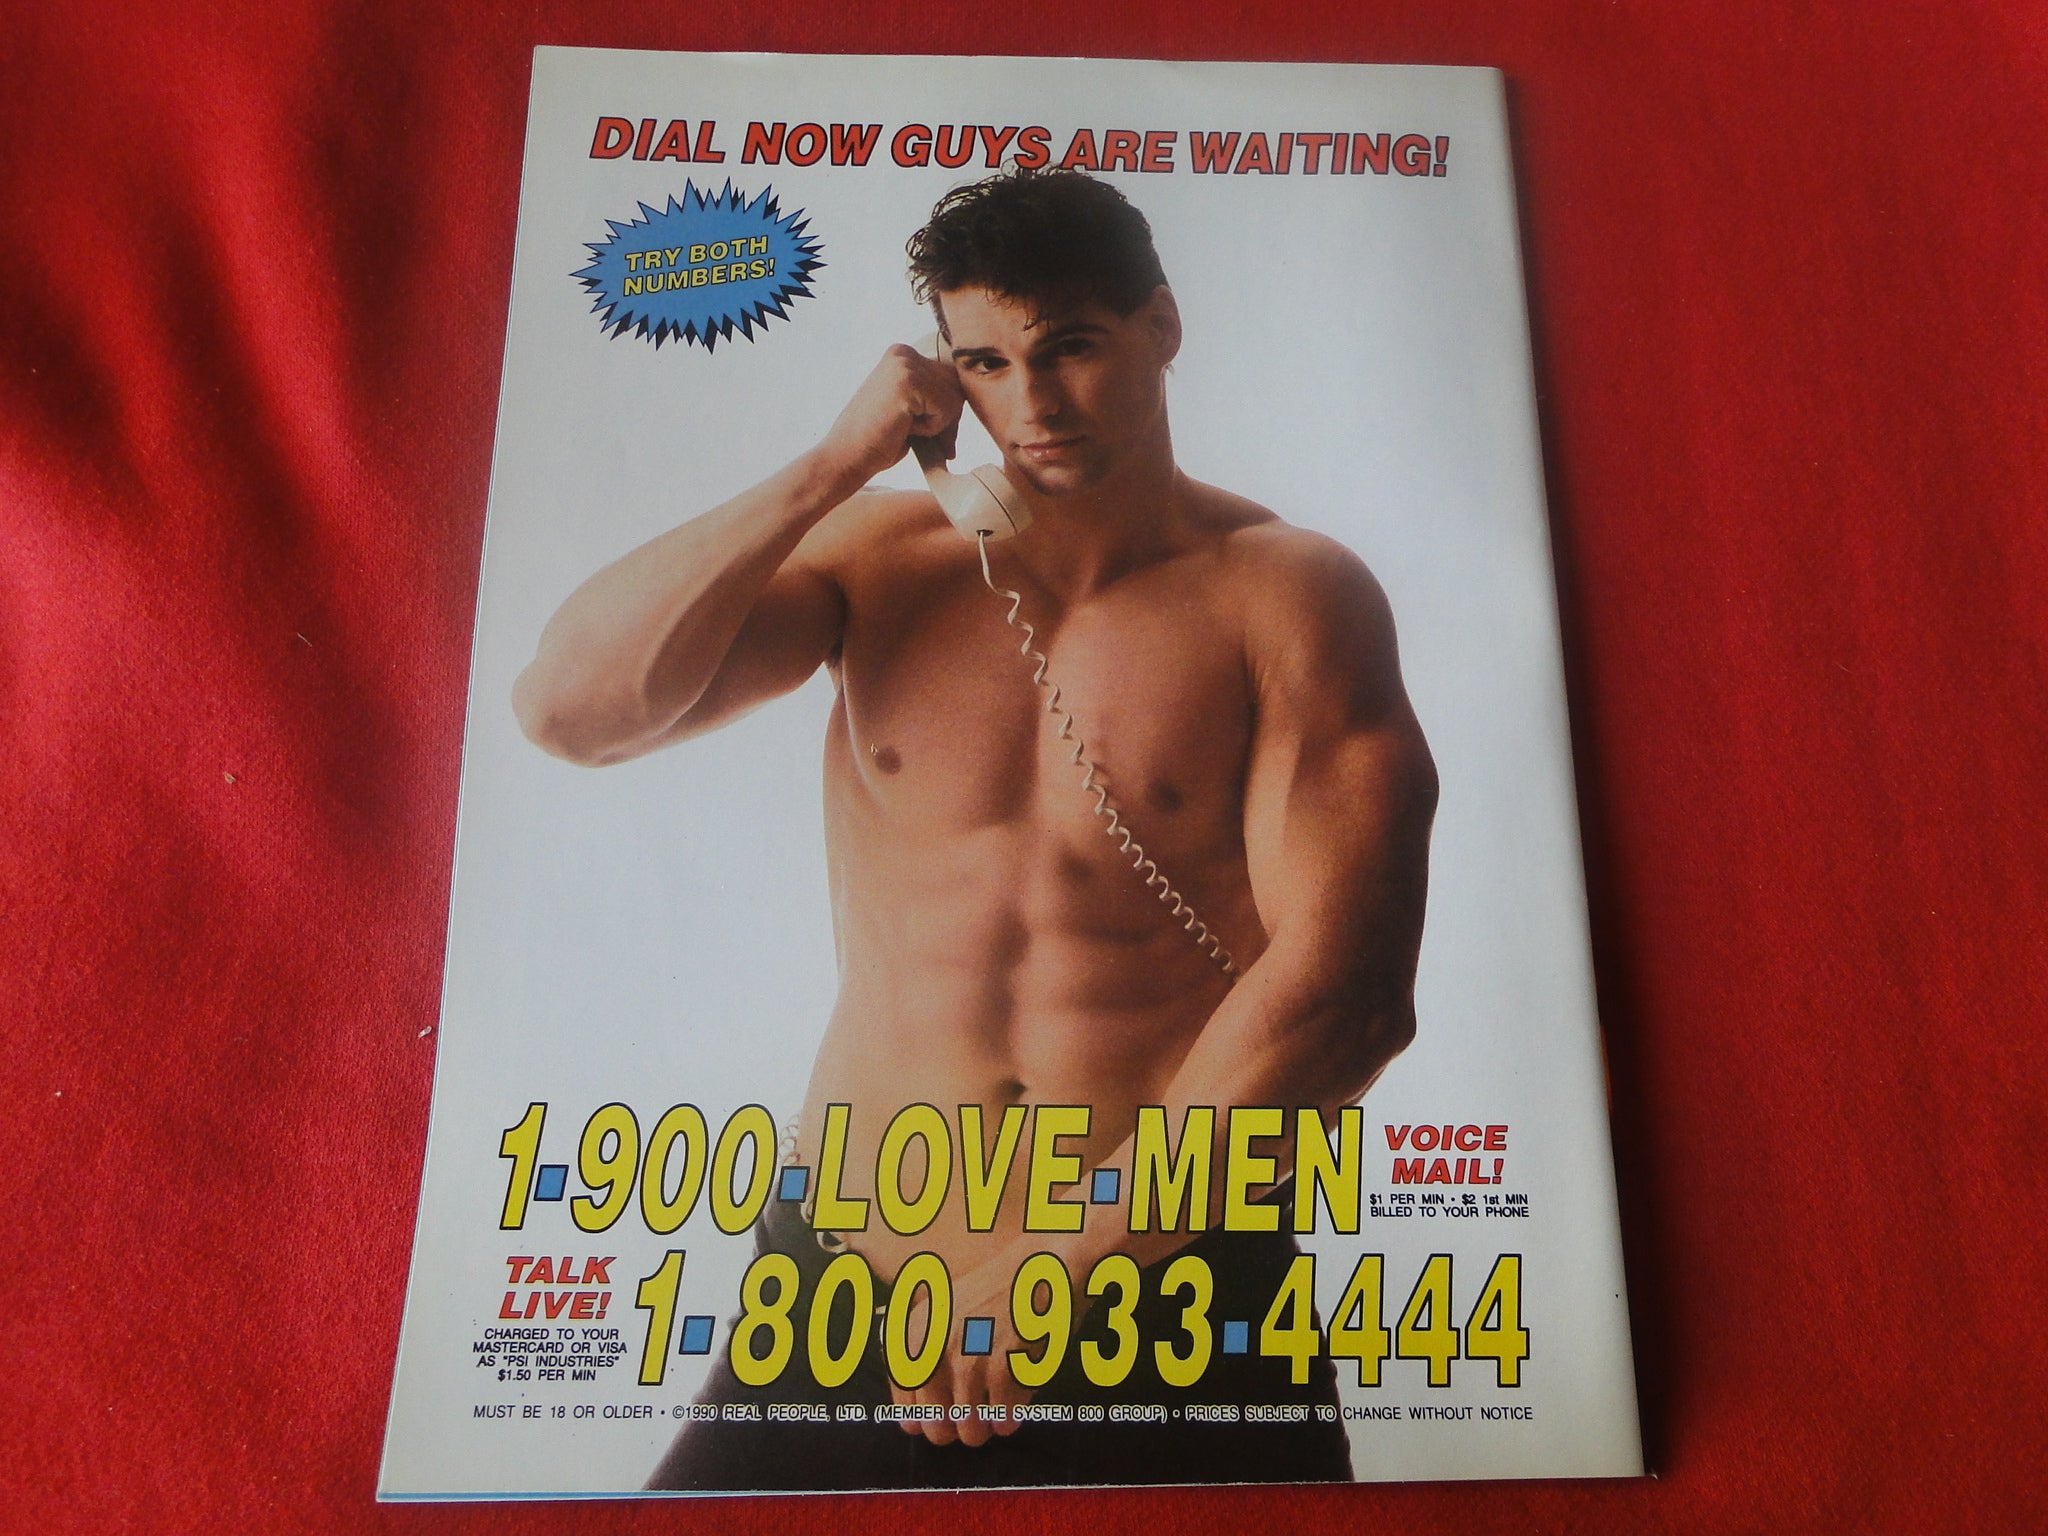 DIAL NOW GUYS ARE WAITING!
TRY BOTH
NUMBERS!
1-900-LOVE-MEN
VOICE
MAIL!
$1 PER MIN • $2 1st MIN
BILLED TO YOUR PHONE
TALK
LIVE!
CHARGED TO YOUR
MASTERCARD OR VISA
AS "PSI INDUSTRIES"
$1.50 PER MIN
1-800-933-4444
MUST BE 18 OR OLDER • ©1990 REAL PEOPLE, LTD. (MEMBER OF THE SYSTEM 800 GROUP) • PRICES SUBJECT TO CHANGE WITHOUT NOTICE